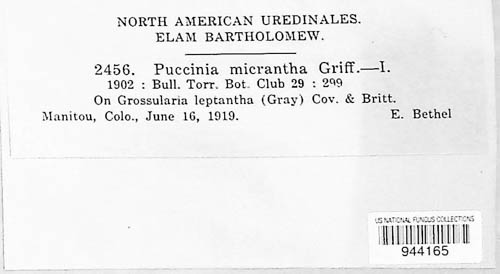 NORTH AMERICAN UREDINALES.
ELAM BARTHOLOMEW.
2456. Puccinia micrantha Griff.—I.
1902 : Bull. Torr. Bot. Club 29 : 299
On Grossularia leptantha (Gray) Cov. & Britt.
Manitou, Colo., June 16, 1919. E. Bethel
US NATIONAL FUNGUS COLLECTIONS
944165